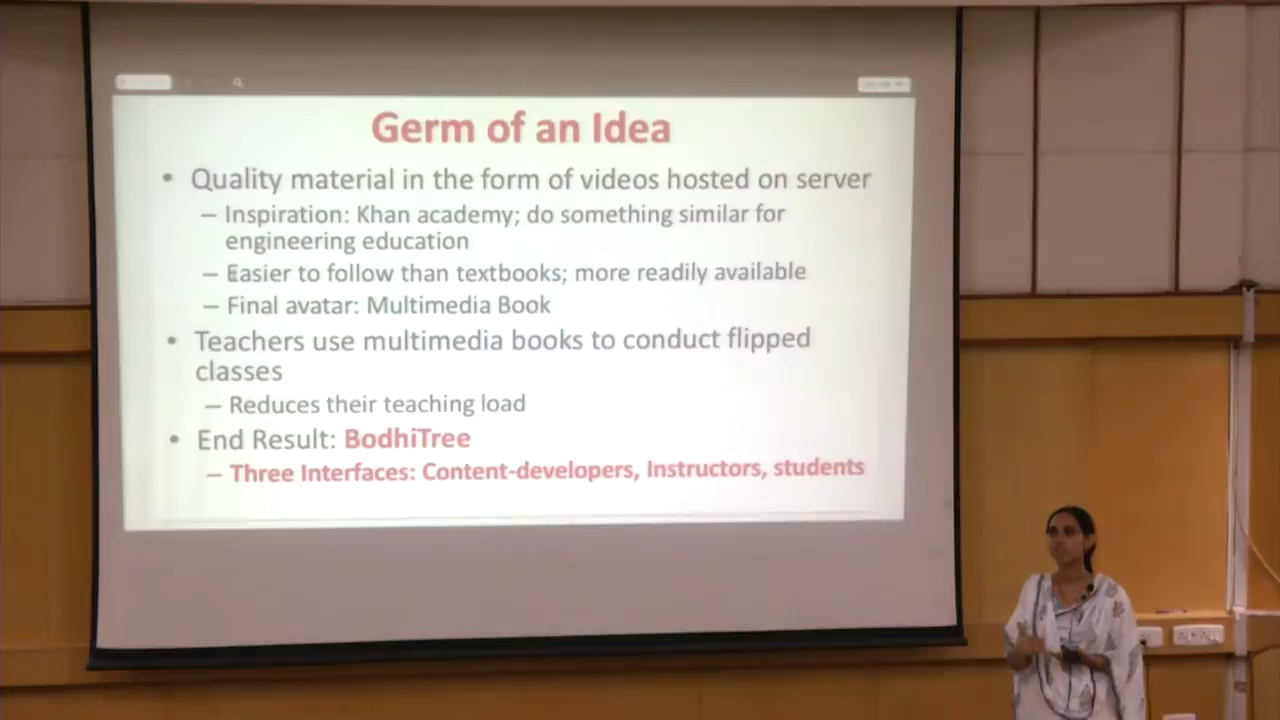 Germ of an Idea
• Quality material in the form of videos hosted on server
– Inspiration: Khan academy; do something similar for
engineering education
– Easier to follow than textbooks; more readily available
– Final avatar: Multimedia Book
• Teachers use multimedia books to conduct flipped
classes
– Reduces their teaching load
• End Result: BodhiTree
– Three Interfaces: Content-developers, Instructors, students